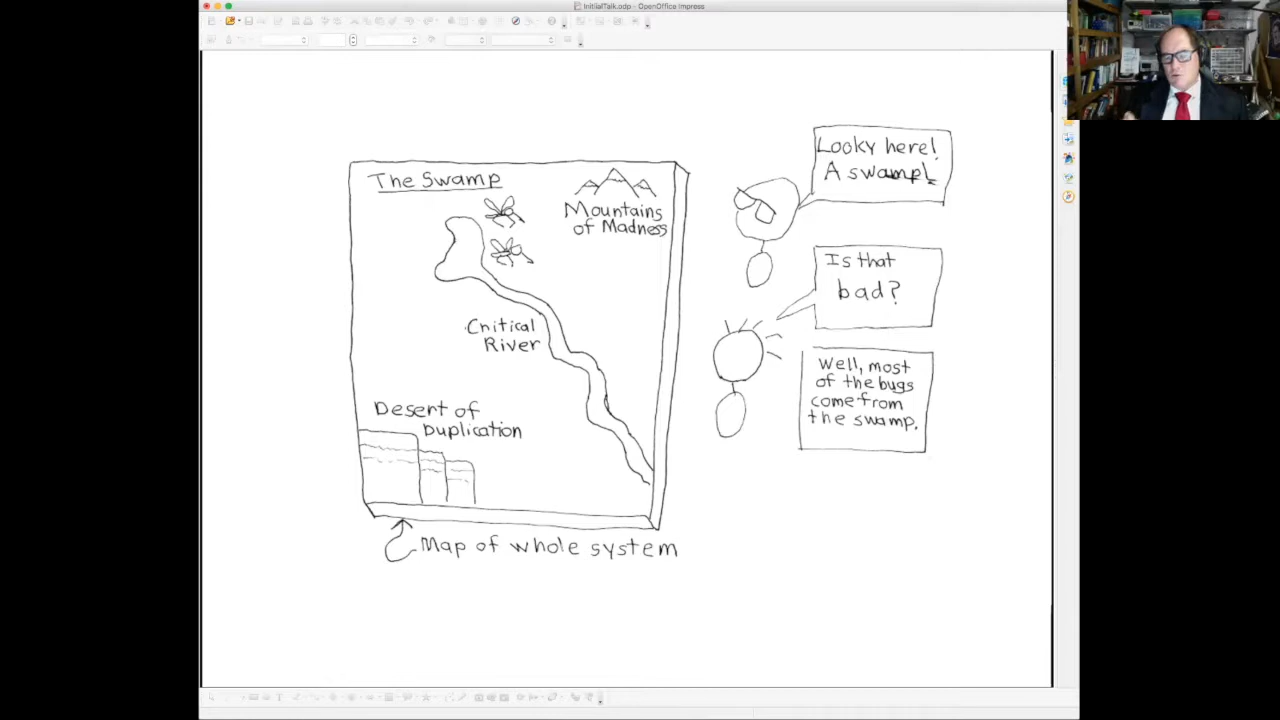 InitialTalk.odp - OpenOffice Impress
The Swamp
Mountains
of Madness
Critical
River
Desert of
Duplication
Map of whole system
Looky here!
A swamp!
Is that
bad?
Well, most
of the bugs
come from
the swamp.